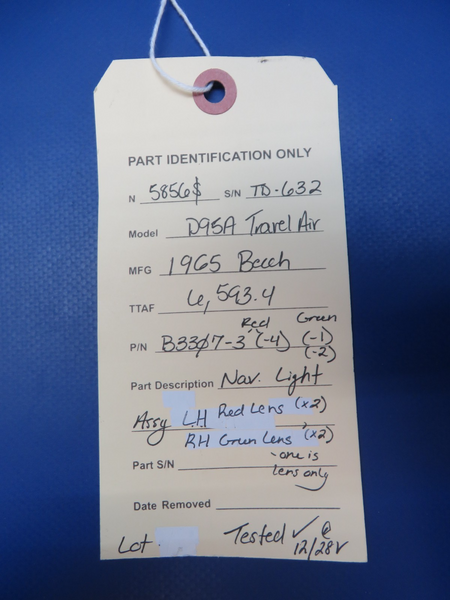 PART IDENTIFICATION ONLY
N 5856S S/N TD-632
Model D95A Travel Air
MFG 1965 Beech
TTAF 6,593.4
Red Green
P/N B33Ø7-3 (-4) (-1)
(-2)
Part Description Nav. Light
Assy LH Red Lens (x2)
RH Green Lens (x2)
Part S/N - one is
lens only
Date Removed
Lot Tested ✓ @
12/28V